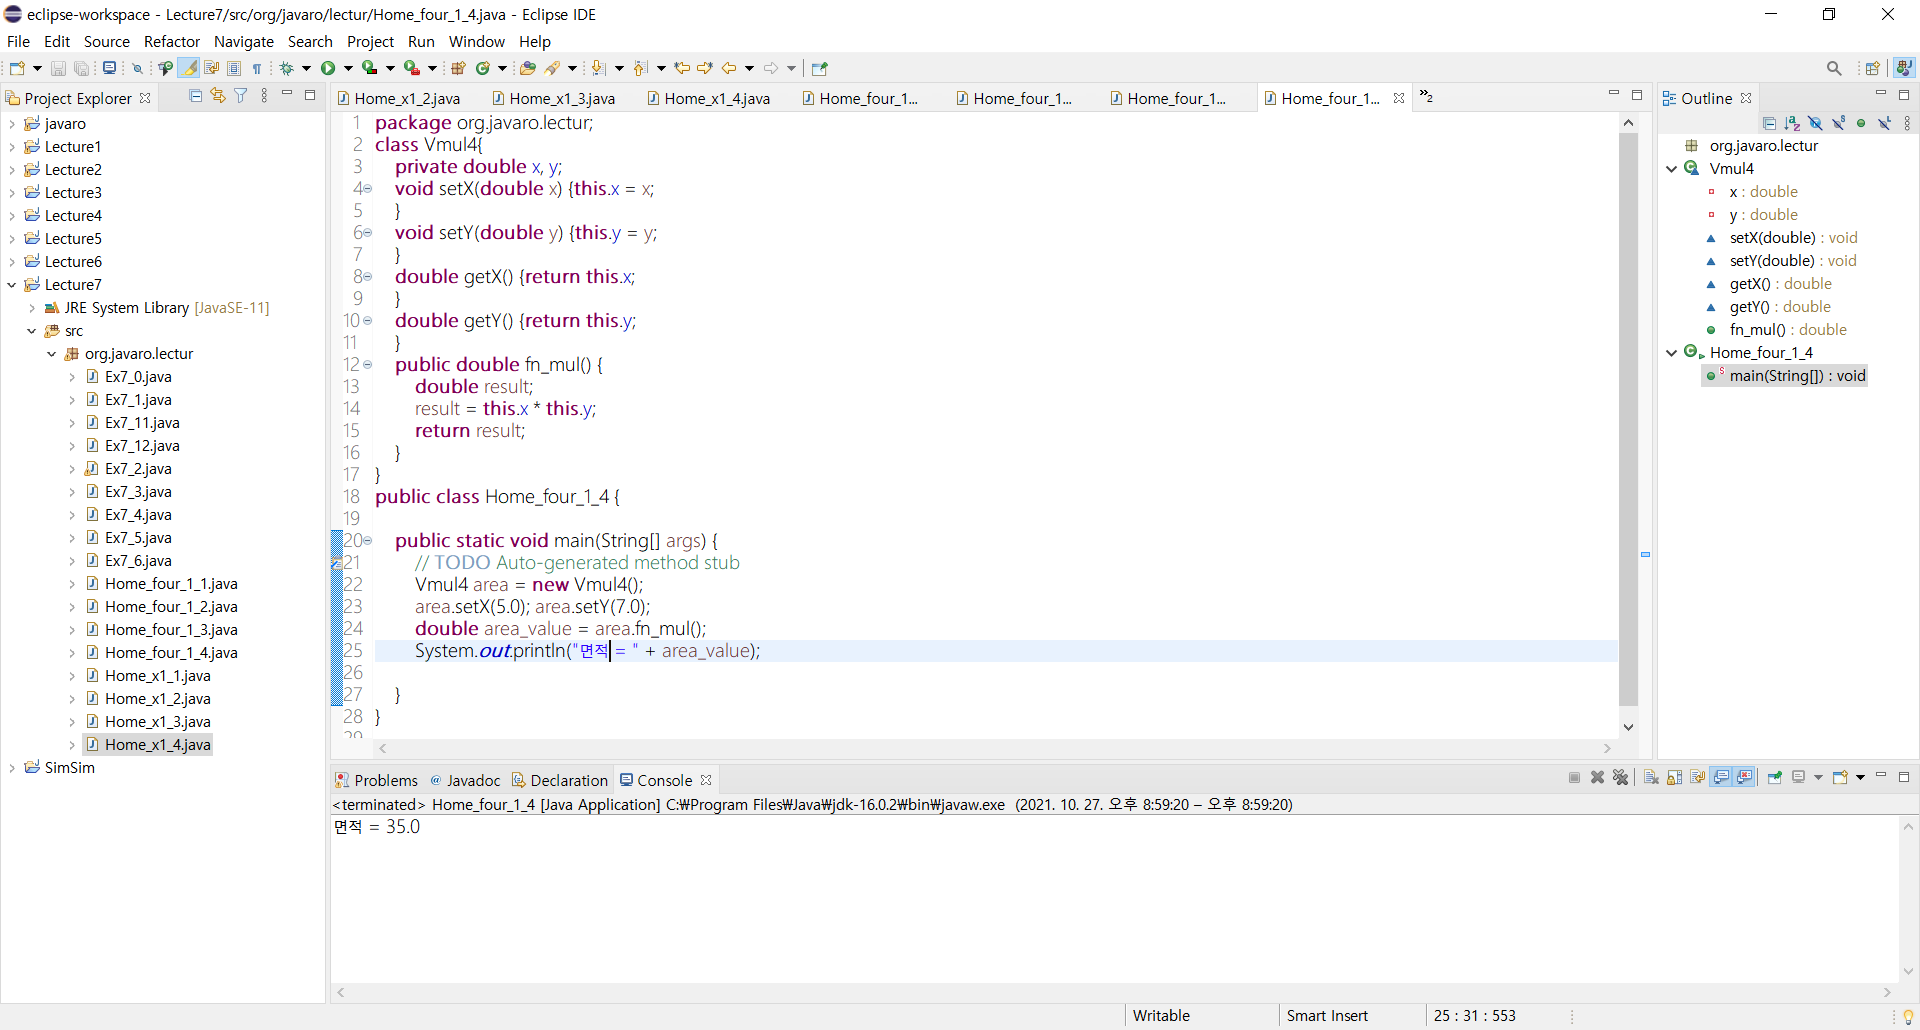 eclipse-workspace - Lecture7/src/org/javaro/lectur/Home_four_1_4.java - Eclipse IDE
File Edit Source Refactor Navigate Search Project Run Window Help
Project Explorer
javaro
Lecture1
Lecture2
Lecture3
Lecture4
Lecture5
Lecture6
Lecture7
JRE System Library [JavaSE-11]
src
org.javaro.lectur
Ex7_0.java
Ex7_1.java
Ex7_11.java
Ex7_12.java
Ex7_2.java
Ex7_3.java
Ex7_4.java
Ex7_5.java
Ex7_6.java
Home_four_1_1.java
Home_four_1_2.java
Home_four_1_3.java
Home_four_1_4.java
Home_x1_1.java
Home_x1_2.java
Home_x1_3.java
Home_x1_4.java
SimSim
Home_x1_2.java Home_x1_3.java Home_x1_4.java Home_four_1... Home_four_1... Home_four_1... Home_four_1... »2
1 package org.javaro.lectur;
2 class Vmul4{
3 private double x, y;
4 void setX(double x) {this.x = x;
5 }
6 void setY(double y) {this.y = y;
7 }
8 double getX() {return this.x;
9 }
10 double getY() {return this.y;
11 }
12 public double fn_mul() {
13 double result;
14 result = this.x * this.y;
15 return result;
16 }
17 }
18 public class Home_four_1_4 {
19
20 public static void main(String[] args) {
21 // TODO Auto-generated method stub
22 Vmul4 area = new Vmul4();
23 area.setX(5.0); area.setY(7.0);
24 double area_value = area.fn_mul();
25 System.out.println("면적 = " + area_value);
26
27 }
28 }
29
Outline
org.javaro.lectur
Vmul4
x : double
y : double
setX(double) : void
setY(double) : void
getX() : double
getY() : double
fn_mul() : double
Home_four_1_4
main(String[]) : void
Problems @ Javadoc Declaration Console
<terminated> Home_four_1_4 [Java Application] C:₩Program Files₩Java₩jdk-16.0.2₩bin₩javaw.exe (2021. 10. 27. 오후 8:59:20 – 오후 8:59:20)
면적 = 35.0
Writable Smart Insert 25 : 31 : 553